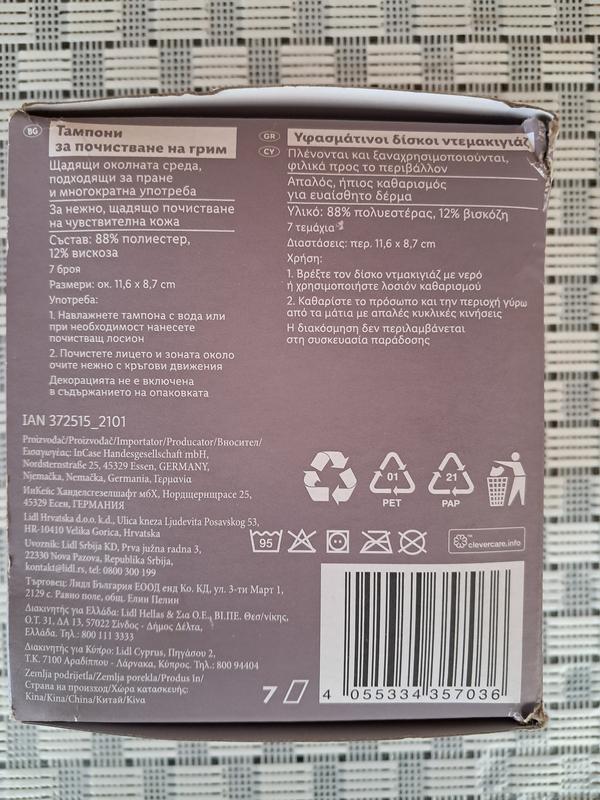 BG
Тампони
за почистване на грим
Щадящи околната среда,
подходящи за пране
и многократна употреба
За нежно, щадящо почистване
на чувствителна кожа
Състав: 88% полиестер,
12% вискоза
7 броя
Размери: ок. 11,6 x 8,7 cm
Употреба:
1. Навлажнете тампона с вода или
при необходимост нанесете
почистващ лосион
2. Почистете лицето и зоната около
очите нежно с кръгови движения
Декорацията не е включена
в съдържанието на опаковката
GR
CY
Υφασμάτινοι δίσκοι ντεμακιγιάζ
Πλένονται και ξαναχρησιμοποιούνται,
φιλικά προς το περιβάλλον
Απαλός, ήπιος καθαρισμός
για ευαίσθητο δέρμα
Υλικό: 88% πολυεστέρας, 12% βισκόζη
7 τεμάχια
Διαστάσεις: περ. 11,6 x 8,7 cm
Χρήση:
1. Βρέξτε τον δίσκο ντμακιγιάζ με νερό
ή χρησιμοποιήστε λοσιόν καθαρισμού
2. Καθαρίστε το πρόσωπο και την περιοχή γύρω
από τα μάτια με απαλές κυκλικές κινήσεις
Η διακόσμηση δεν περιλαμβάνεται
στη συσκευασία παράδοσης
IAN 372515_2101
Proizvođač/Proizvođač/Importator/Producator/Вносител/
Εισαγωγέας: InCase Handesgesellschaft mbH,
Nordsternstraße 25, 45329 Essen, GERMANY,
Njemačka, Nemačka, Germania, Γερμανία
ИнКейс Ханделсгезелшафт мбХ, Нордщернщрасе 25,
45329 Есен, ГЕРМАНИЯ
Lidl Hrvatska d.o.o. k.d., Ulica kneza Ljudevita Posavskog 53,
HR-10410 Velika Gorica, Hrvatska
Uvoznik: Lidl Srbija KD, Prva južna radna 3,
22330 Nova Pazova, Republika Srbija,
kontakt@lidl.rs, tel: 0800 300 199
Търговец: Лидл България ЕООД енд Ко. КД, ул. 3-ти Март 1,
2129 с. Равно поле, общ. Елин Пелин
Διακινητής για Ελλάδα: Lidl Hellas & Σια Ο.Ε., ΒΙ.ΠΕ. Θεσ/νίκης,
Ο.Τ. 31, ΔΑ 13, 57022 Σίνδος - Δήμος Δέλτα,
Ελλάδα. Τηλ.: 800 111 3333
Διακινητής για Κύπρο: Lidl Cyprus, Πηγάσου 2,
Τ.Κ. 7100 Αραδίππου - Λάρνακα, Κύπρος. Τηλ.: 800 94404
Zemlja podrijetla/Zemlja porekla/Produs in/
Страна на произход/Χώρα κατασκευής:
Kina/Kina/China/Китай/Κίνα
01
PET
21
PAP
95
clevercare.info
7
4 055334 357036